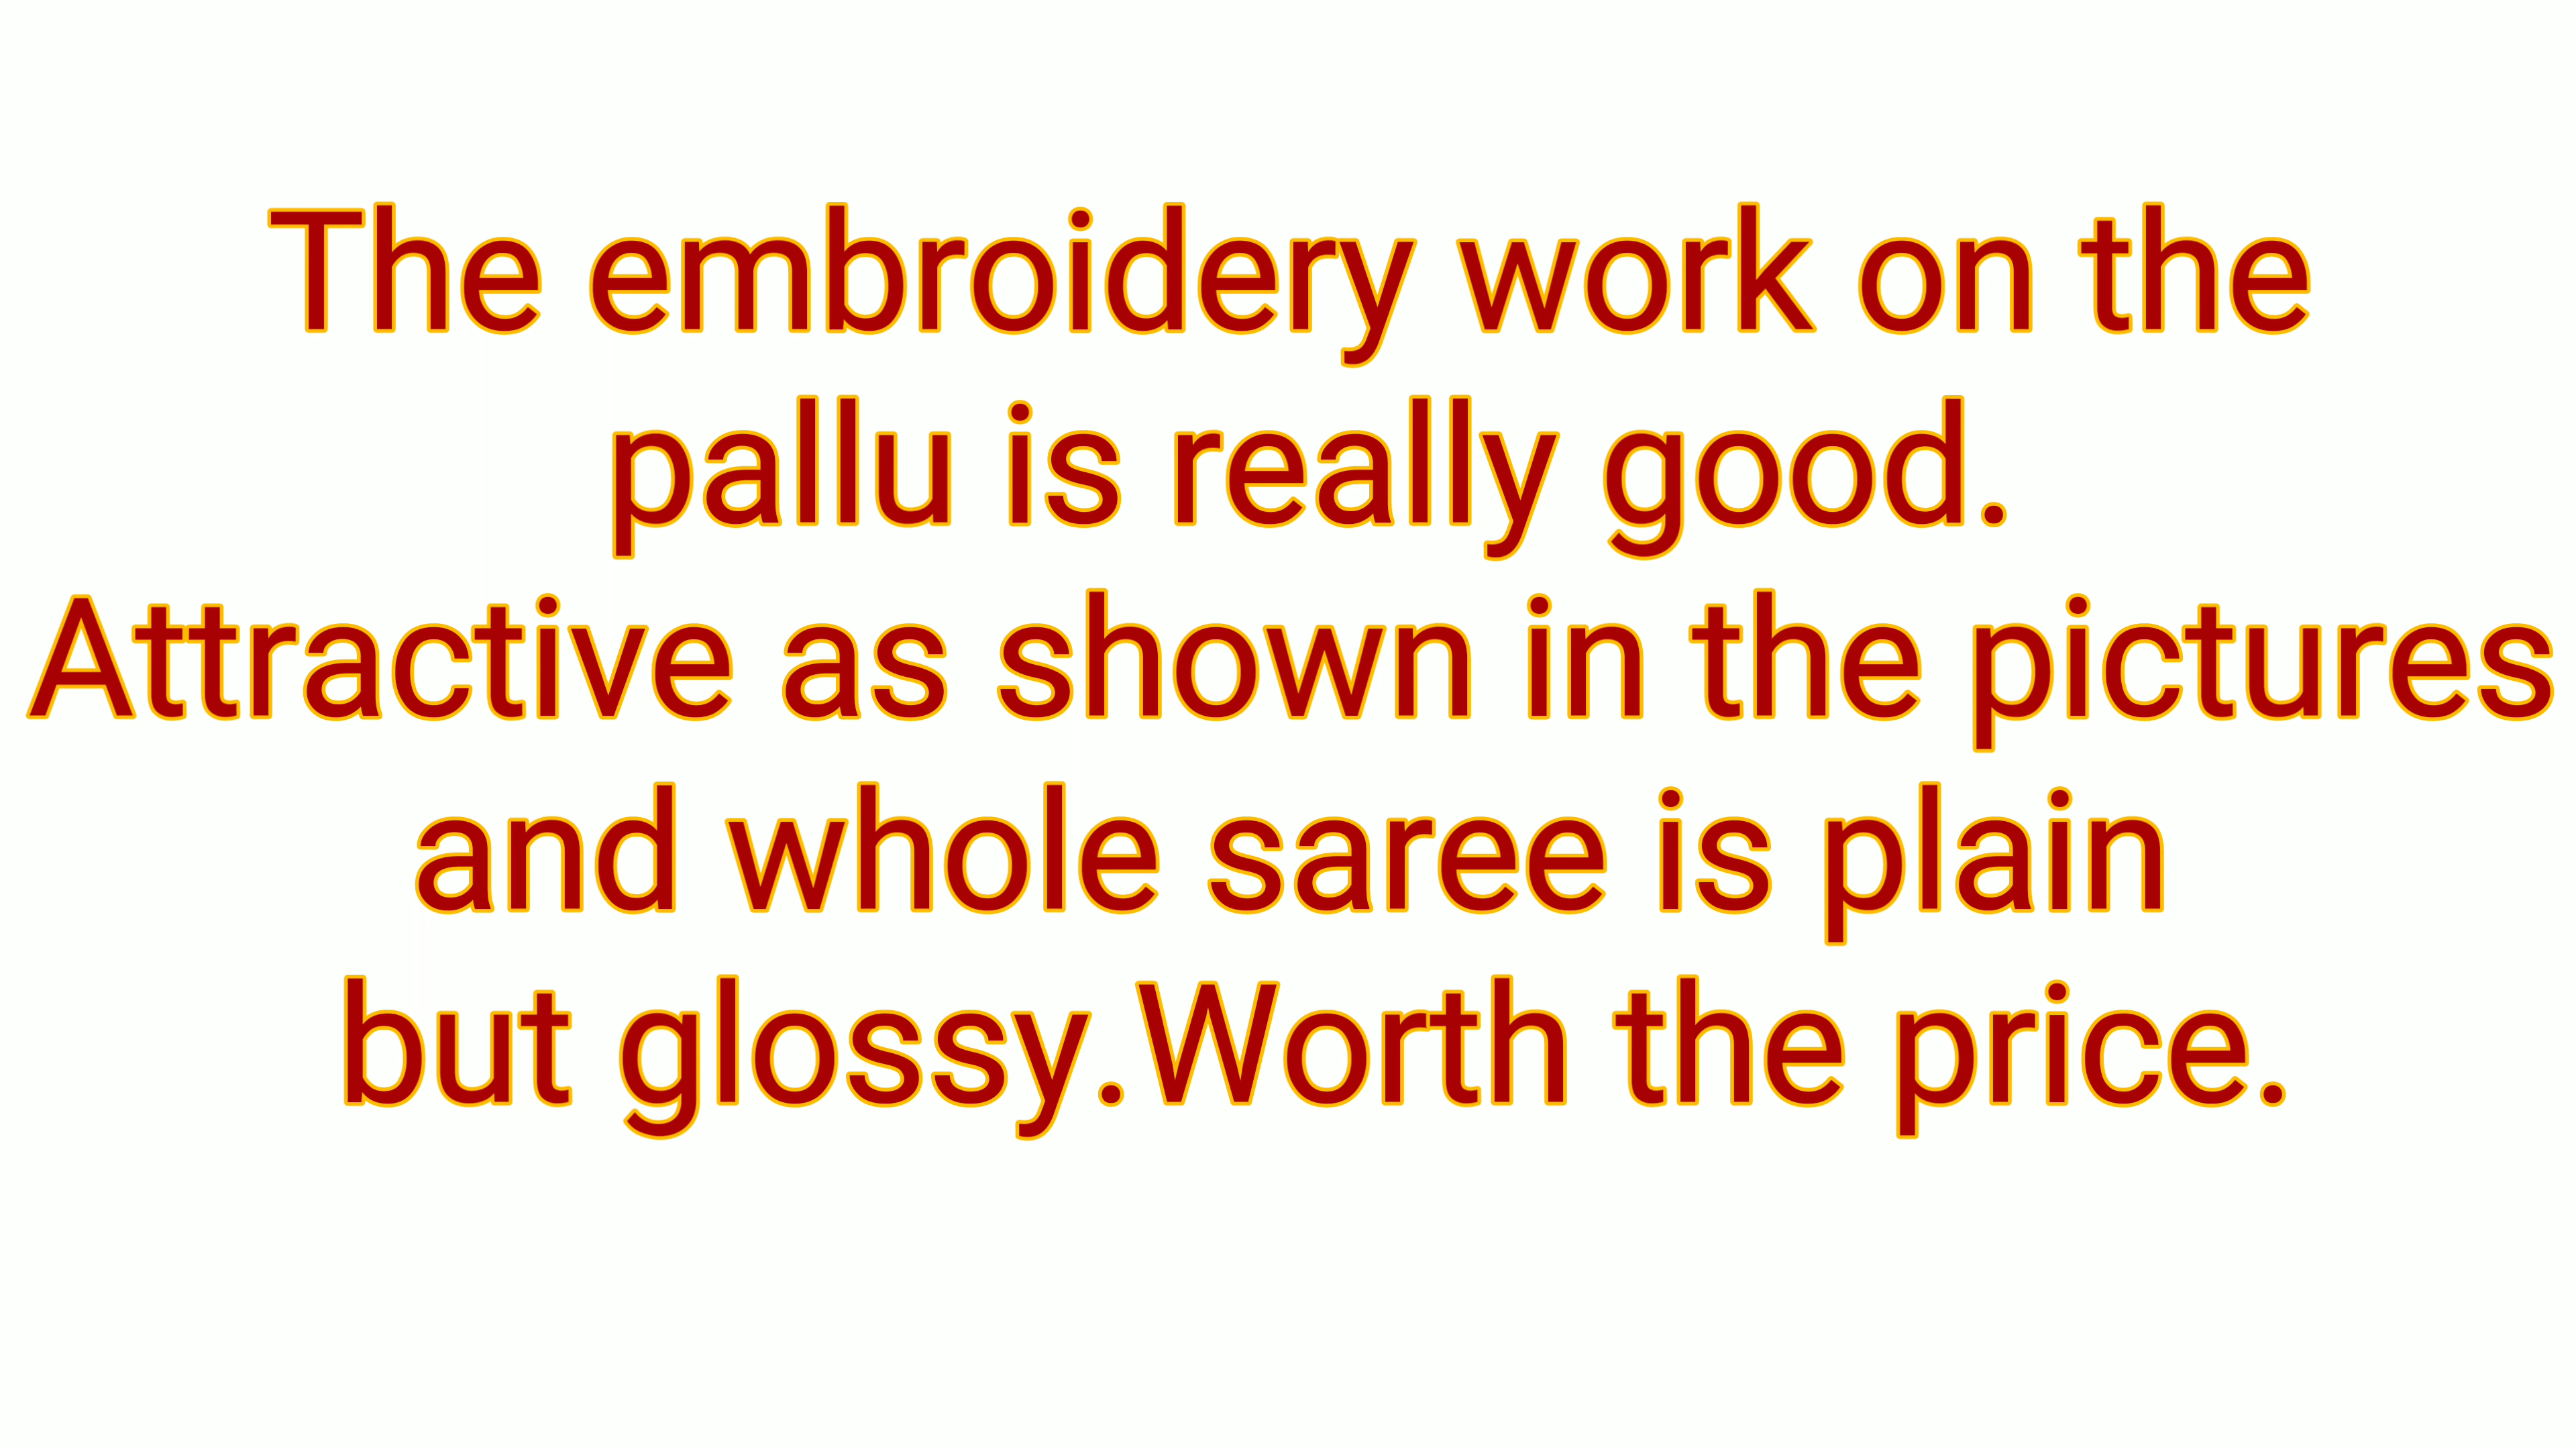 The embroidery work on the
pallu is really good.
Attractive as shown in the pictures
and whole saree is plain
but glossy.Worth the price.